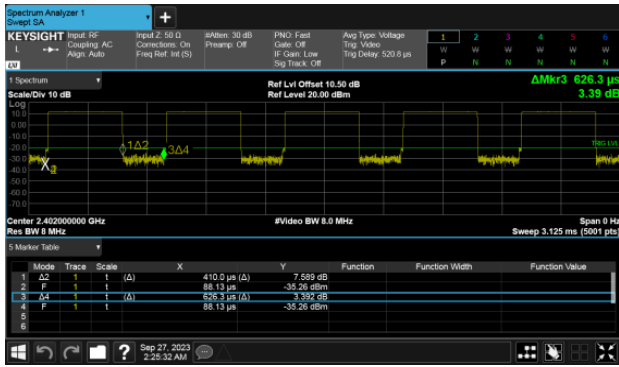 Spectrum Analyzer 1
Swept SA
KEYSIGHT Input: RF Input Z: 50 Ω #Atten: 30 dB PNO: Fast Avg Type: Voltage 1 2 3 4 5 6
L Coupling: AC Corrections: On Preamp: Off Gate: Off Trig: Video W W W W W W
Align: Auto Freq Ref: Int (S) IF Gain: Low Trig Delay: 520.8 µs P N N N N N
LXI Sig Track: Off
1 Spectrum Ref Lvl Offset 10.50 dB ΔMkr3 626.3 µs
Scale/Div 10 dB Ref Level 20.00 dBm 3.39 dB
Log
10.0
0.00
-10.0
-20.0 1Δ2 3Δ4 TRIG LVL
-30.0 X
-40.0
-50.0
-60.0
-70.0
Center 2.402000000 GHz #Video BW 8.0 MHz Span 0 Hz
Res BW 8 MHz Sweep 3.125 ms (5001 pts)
5 Marker Table
Mode Trace Scale X Y Function Function Width Function Value
1 Δ2 1 t (Δ) 410.0 µs (Δ) 7.589 dB
2 F 1 t 88.13 µs -35.26 dBm
3 Δ4 1 t (Δ) 626.3 µs (Δ) 3.392 dB
4 F 1 t 88.13 µs -35.26 dBm
5
6
? Sep 27, 2023
2:25:32 AM